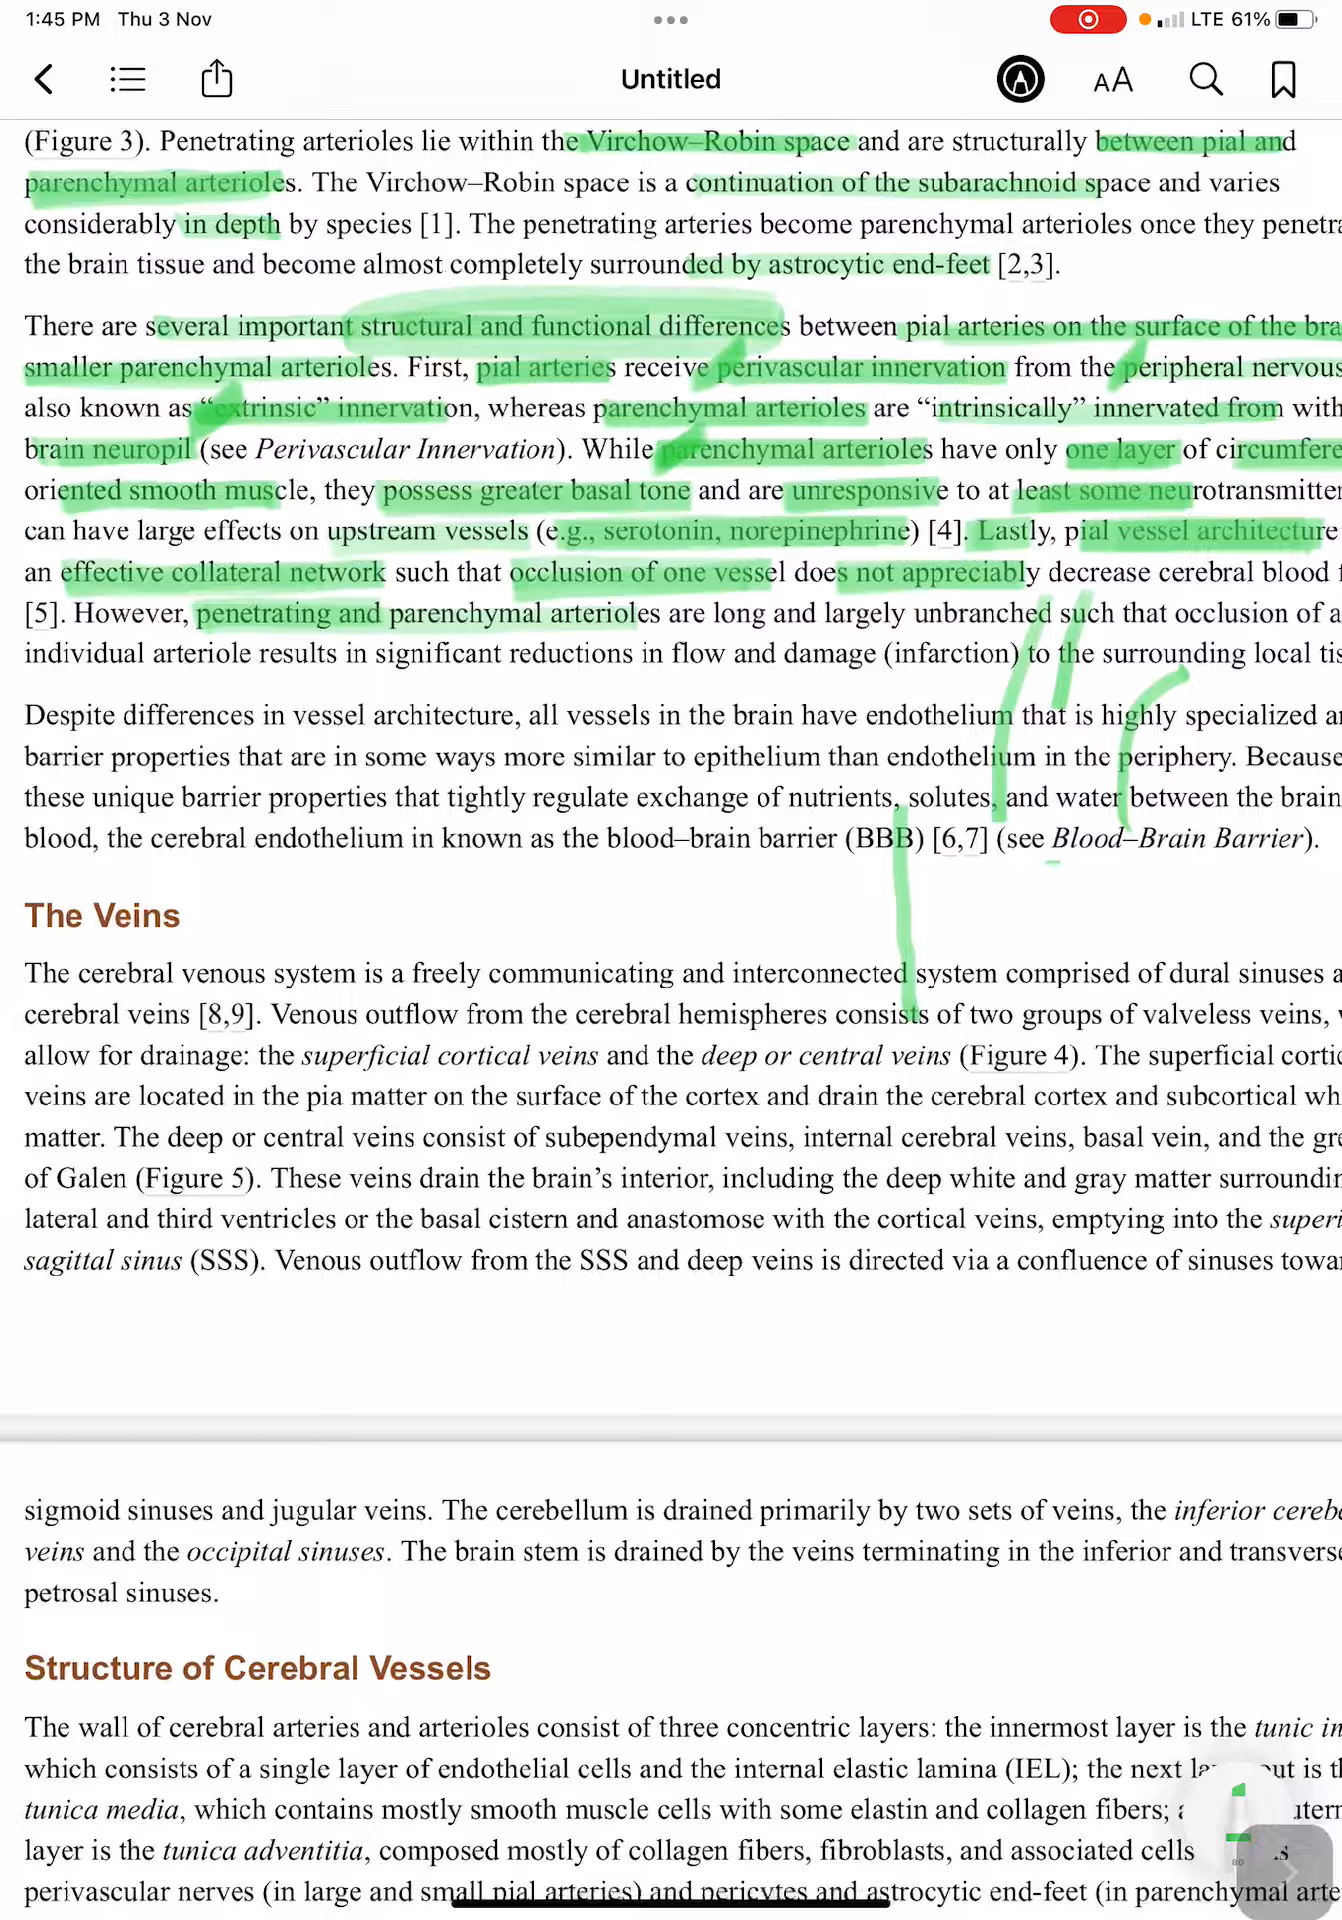 1:45 PM Thu 3 Nov
LTE 61%
Untitled
AA
(Figure 3). Penetrating arterioles lie within the Virchow–Robin space and are structurally between pial and
parenchymal arterioles. The Virchow–Robin space is a continuation of the subarachnoid space and varies
considerably in depth by species [1]. The penetrating arteries become parenchymal arterioles once they penetra
the brain tissue and become almost completely surrounded by astrocytic end-feet [2,3].
There are several important structural and functional differences between pial arteries on the surface of the bra
smaller parenchymal arterioles. First, pial arteries receive perivascular innervation from the peripheral nervous
also known as “extrinsic” innervation, whereas parenchymal arterioles are “intrinsically” innervated from with
brain neuropil (see Perivascular Innervation). While parenchymal arterioles have only one layer of circumfere
oriented smooth muscle, they possess greater basal tone and are unresponsive to at least some neurotransmitter
can have large effects on upstream vessels (e.g., serotonin, norepinephrine) [4]. Lastly, pial vessel architecture
an effective collateral network such that occlusion of one vessel does not appreciably decrease cerebral blood f
[5]. However, penetrating and parenchymal arterioles are long and largely unbranched such that occlusion of a
individual arteriole results in significant reductions in flow and damage (infarction) to the surrounding local tis
Despite differences in vessel architecture, all vessels in the brain have endothelium that is highly specialized a
barrier properties that are in some ways more similar to epithelium than endothelium in the periphery. Because
these unique barrier properties that tightly regulate exchange of nutrients, solutes, and water between the brain
blood, the cerebral endothelium in known as the blood–brain barrier (BBB) [6,7] (see Blood–Brain Barrier).
The Veins
The cerebral venous system is a freely communicating and interconnected system comprised of dural sinuses a
cerebral veins [8,9]. Venous outflow from the cerebral hemispheres consists of two groups of valveless veins,
allow for drainage: the superficial cortical veins and the deep or central veins (Figure 4). The superficial cortic
veins are located in the pia matter on the surface of the cortex and drain the cerebral cortex and subcortical wh
matter. The deep or central veins consist of subependymal veins, internal cerebral veins, basal vein, and the gre
of Galen (Figure 5). These veins drain the brain’s interior, including the deep white and gray matter surroundin
lateral and third ventricles or the basal cistern and anastomose with the cortical veins, emptying into the superi
sagittal sinus (SSS). Venous outflow from the SSS and deep veins is directed via a confluence of sinuses towar
sigmoid sinuses and jugular veins. The cerebellum is drained primarily by two sets of veins, the inferior cerebe
veins and the occipital sinuses. The brain stem is drained by the veins terminating in the inferior and transverse
petrosal sinuses.
Structure of Cerebral Vessels
The wall of cerebral arteries and arterioles consist of three concentric layers: the innermost layer is the tunic in
which consists of a single layer of endothelial cells and the internal elastic lamina (IEL); the next la out is th
tunica media, which contains mostly smooth muscle cells with some elastin and collagen fibers; a utern
layer is the tunica adventitia, composed mostly of collagen fibers, fibroblasts, and associated cells s
80
perivascular nerves (in large and small pial arteries) and pericytes and astrocytic end-feet (in parenchymal arte